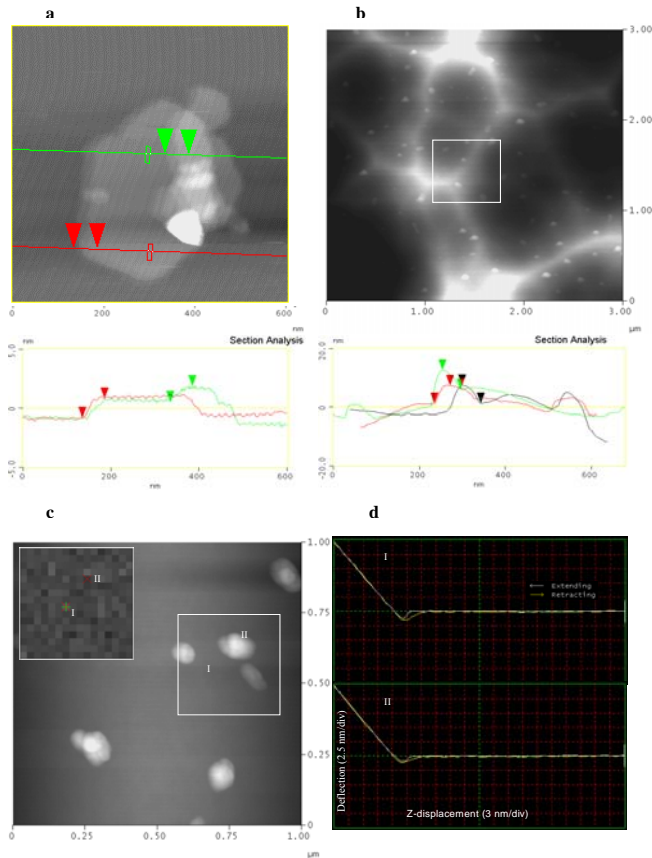 a
b
0
200
400
600
nm
3.00
2.00
1.00
0
1.00
2.00
3.00
µm
Section Analysis
nm
5.0
0
-5.0
0
200
400
600
nm
Section Analysis
nm
20.0
0
-20.0
0
200
400
600
nm
c
d
II
I
II
I
1.00
0.75
0.50
0.25
0
0
0.25
0.50
0.75
1.00
µm
I
Extending
Retracting
II
Deflection (2.5 nm/div)
Z-displacement (3 nm/div)